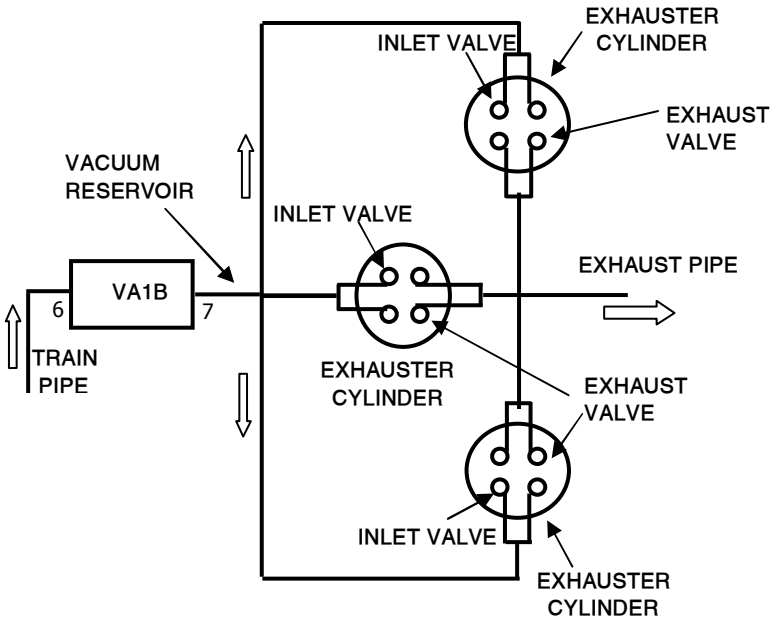 EXHAUSTER
CYLINDER
INLET VALVE
EXHAUST
VALVE
VACUUM
RESERVOIR
INLET VALVE
EXHAUST PIPE
VA1B
6
7
TRAIN
PIPE
EXHAUSTER
CYLINDER
EXHAUST
VALVE
INLET VALVE
EXHAUSTER
CYLINDER